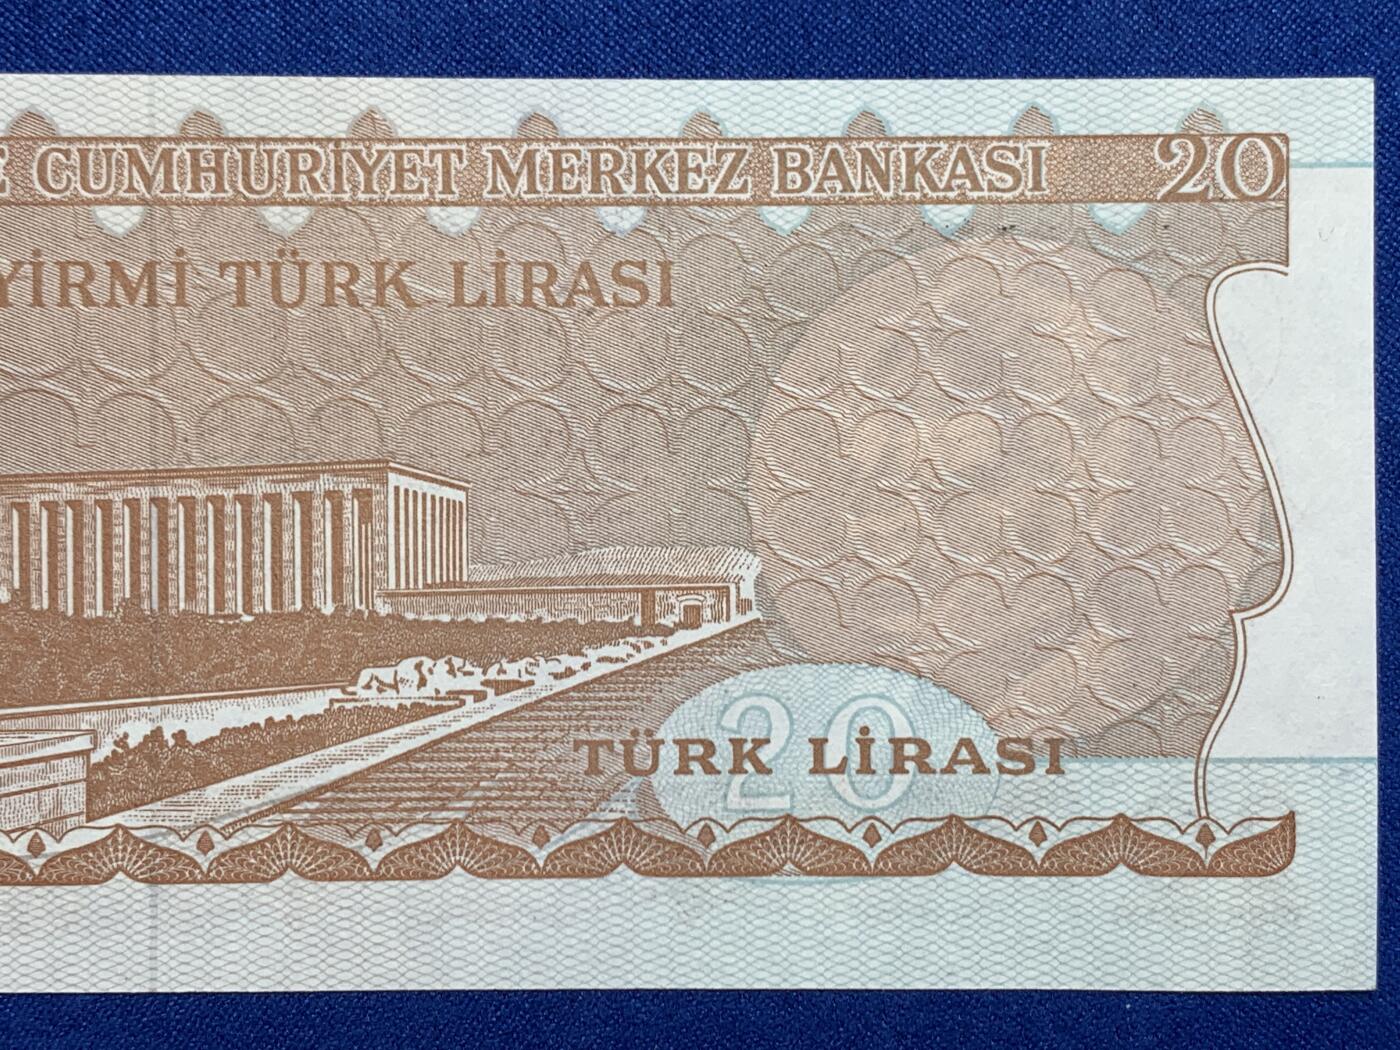 E CUMHURİYET MERKEZ BANKASI 20
YİRMİ TÜRK LİRASI
20
TÜRK LİRASI